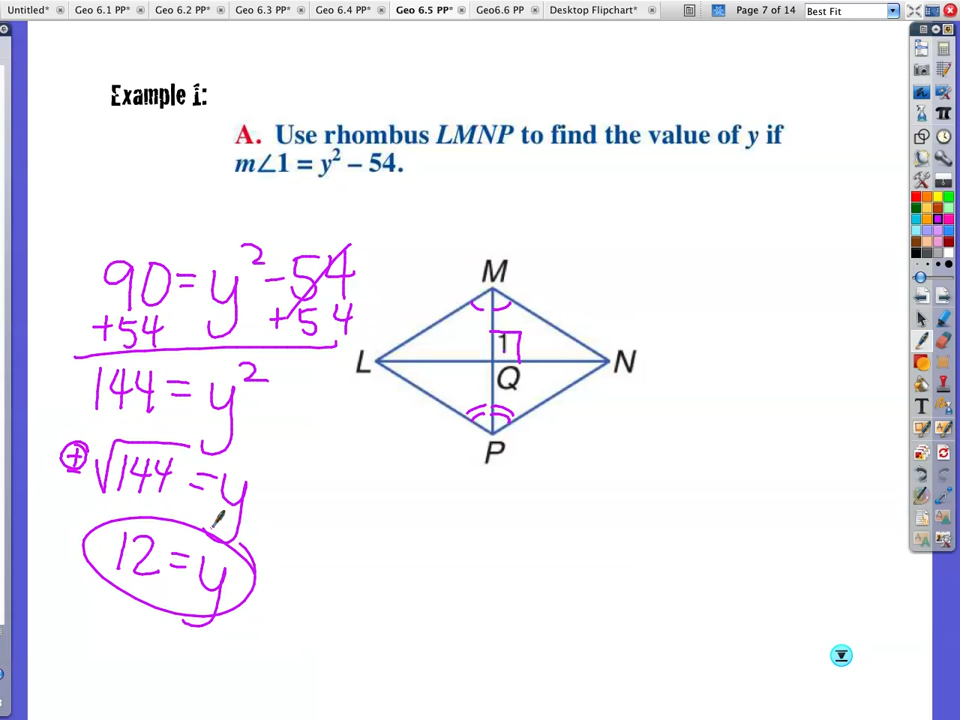 Untitled* Geo 6.1 PP* Geo 6.2 PP* Geo 6.3 PP* Geo 6.4 PP* Geo 6.5 PP* Geo6.6 PP Desktop Flipchart* Page 7 of 14 Best Fit
Example 1:
A. Use rhombus LMNP to find the value of y if
m∠1 = y² – 54.
90 = y² - 54
+54 +54
144 = y²
± √144 = y
12 = y
M
1
L N
Q
P
T